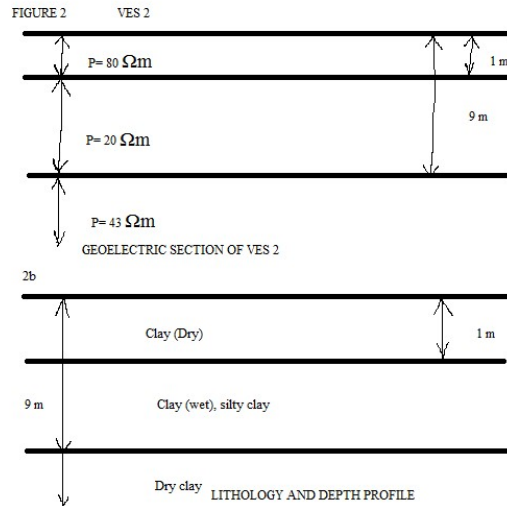 FIGURE 2 VES 2
P= 80 Ωm
1 m
9 m
P= 20 Ωm
P= 43 Ωm
GEOELECTRIC SECTION OF VES 2
2b
Clay (Dry)
1 m
9 m
Clay (wet), silty clay
Dry clay
LITHOLOGY AND DEPTH PROFILE